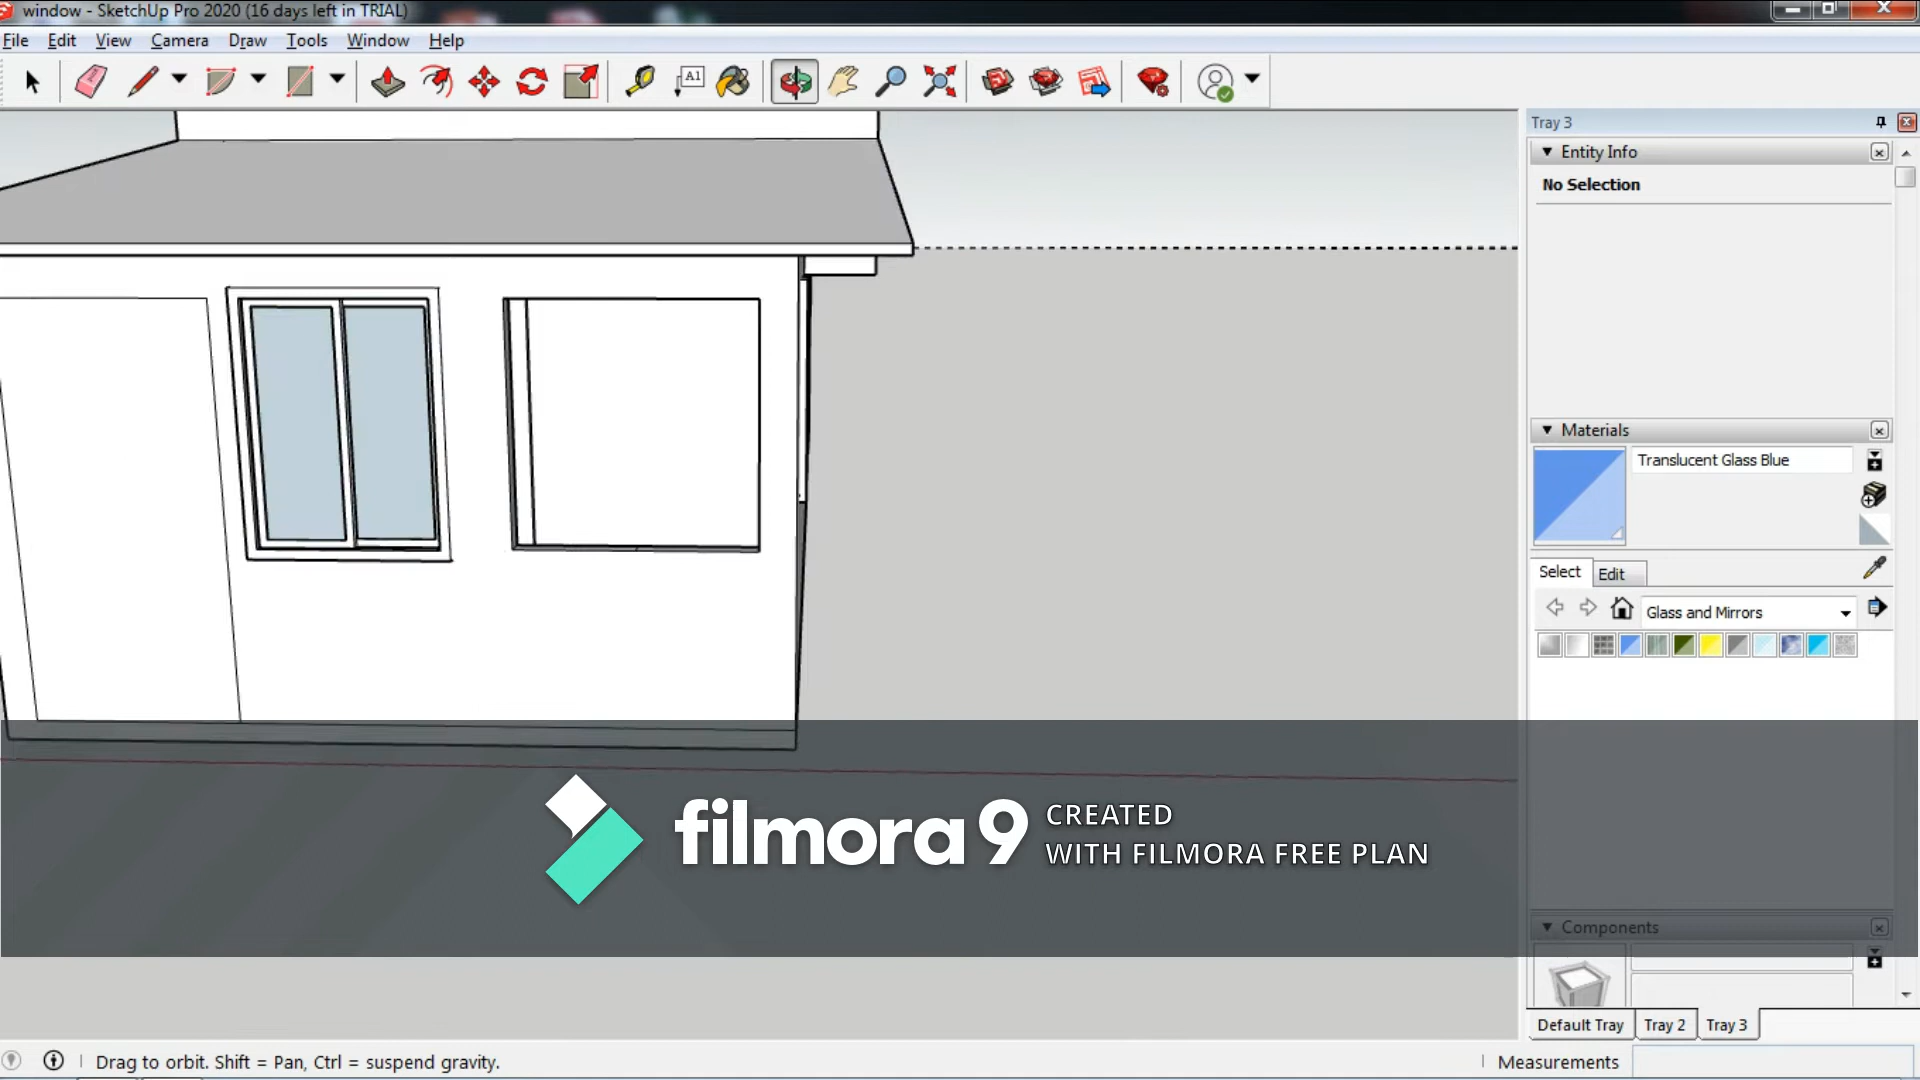 window - SketchUp Pro 2020 (16 days left in TRIAL)
File Edit View Camera Draw Tools Window Help
A1
Tray 3
Entity Info
No Selection
Materials
Translucent Glass Blue
Select Edit
Glass and Mirrors
filmora9 CREATED
WITH FILMORA FREE PLAN
Components
Default Tray Tray 2 Tray 3
Drag to orbit. Shift = Pan, Ctrl = suspend gravity.
Measurements